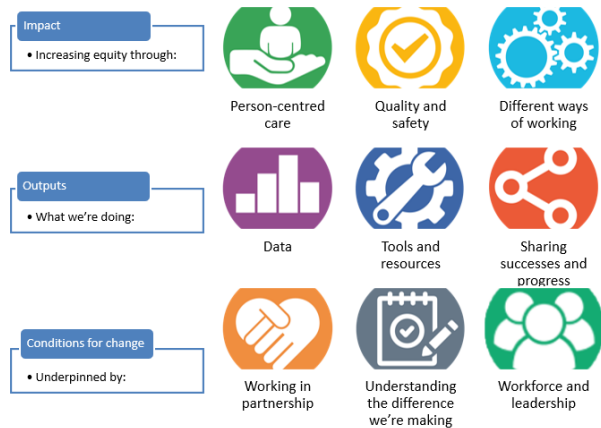 Impact
• Increasing equity through:
Person-centred
care
Quality and
safety
Different ways
of working
Outputs
• What we're doing:
Data
Tools and
resources
Sharing
successes and
progress
Conditions for change
• Underpinned by:
Working in
partnership
Understanding
the difference
we're making
Workforce and
leadership